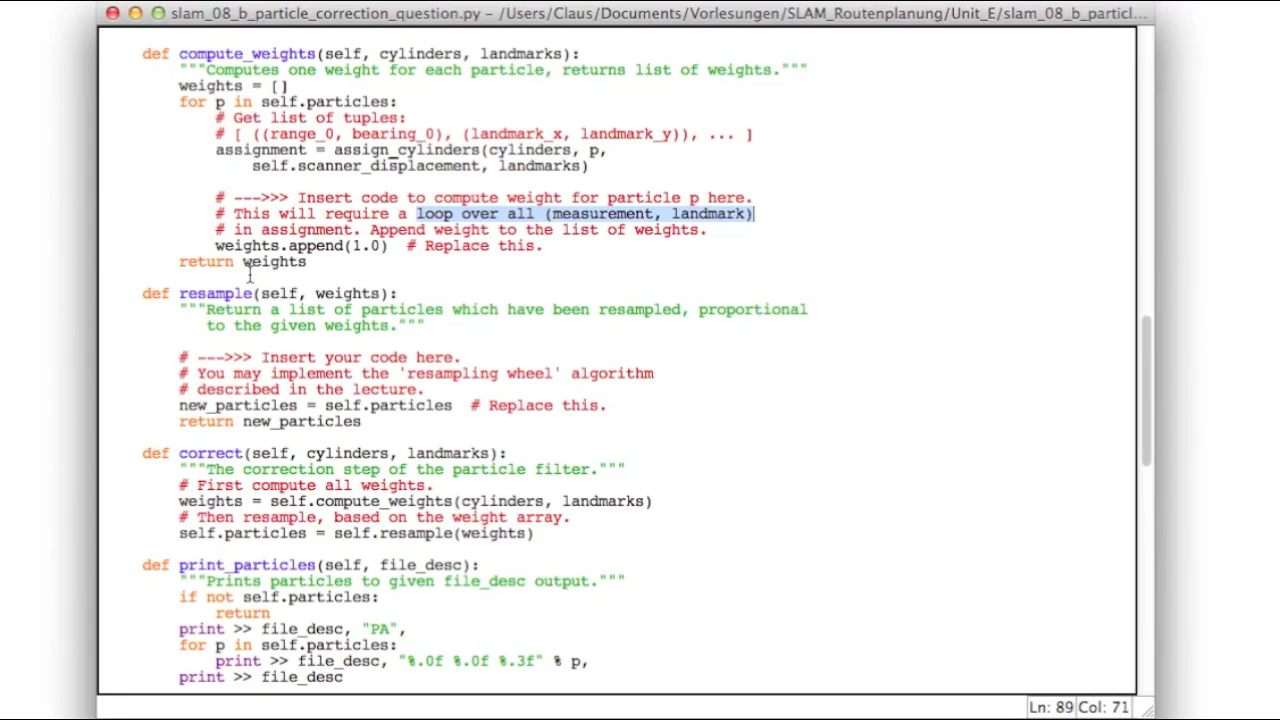 slam_08_b_particle_correction_question.py – /Users/Claus/Documents/Vorlesungen/SLAM_Routenplanung/Unit_E/slam_08_b_particl...
def compute_weights(self, cylinders, landmarks):
"""Computes one weight for each particle, returns list of weights."""
weights = []
for p in self.particles:
# Get list of tuples:
# [ ((range_0, bearing_0), (landmark_x, landmark_y)), ... ]
assignment = assign_cylinders(cylinders, p,
self.scanner_displacement, landmarks)
# --->>> Insert code to compute weight for particle p here.
# This will require a loop over all (measurement, landmark)
# in assignment. Append weight to the list of weights.
weights.append(1.0)  # Replace this.
return weights
def resample(self, weights):
"""Return a list of particles which have been resampled, proportional
to the given weights."""
# --->>> Insert your code here.
# You may implement the 'resampling wheel' algorithm
# described in the lecture.
new_particles = self.particles  # Replace this.
return new_particles
def correct(self, cylinders, landmarks):
"""The correction step of the particle filter."""
# First compute all weights.
weights = self.compute_weights(cylinders, landmarks)
# Then resample, based on the weight array.
self.particles = self.resample(weights)
def print_particles(self, file_desc):
"""Prints particles to given file_desc output."""
if not self.particles:
return
print >> file_desc, "PA",
for p in self.particles:
print >> file_desc, "%.0f %.0f %.3f" % p,
print >> file_desc
Ln: 89 Col: 71